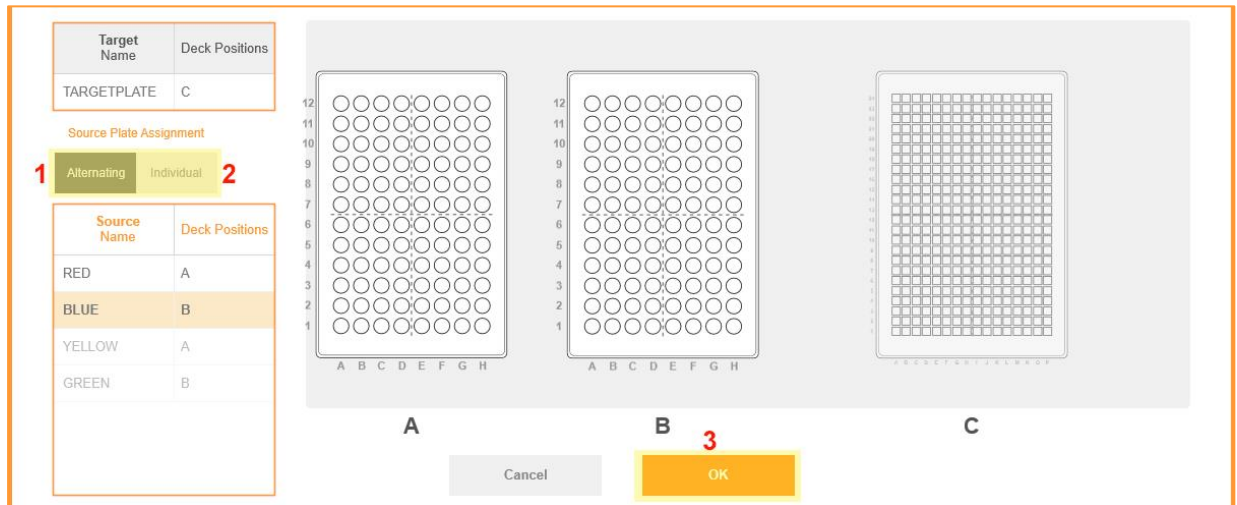 Target
Name
Deck Positions
TARGETPLATE
C
Source Plate Assignment
1
Alternating
Individual
2
Source
Name
Deck Positions
RED
A
BLUE
B
YELLOW
A
GREEN
B
12
11
10
9
8
7
6
5
4
3
2
1
A B C D E F G H
A
12
11
10
9
8
7
6
5
4
3
2
1
A B C D E F G H
B
C
3
Cancel
OK